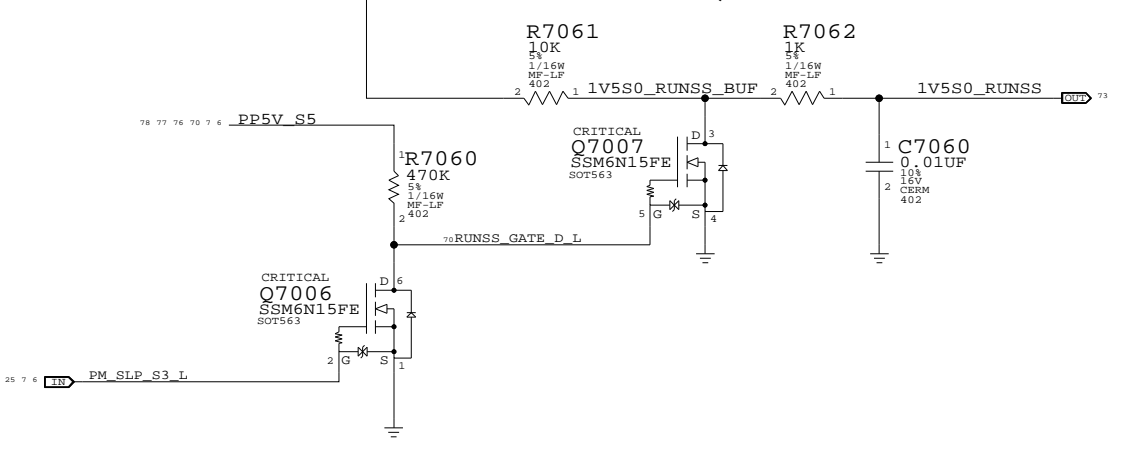 R7061
10K
5%
1/16W
MF-LF
402
2
1
1V5S0_RUNSS_BUF
R7062
1K
5%
1/16W
MF-LF
402
2
1
1V5S0_RUNSS
OUT
73
78 77 76 70 7 6
PP5V_S5
1
R7060
470K
5%
1/16W
MF-LF
402
2
CRITICAL
Q7007
SSM6N15FE
SOT563
D
3
5
G
S
4
1
C7060
0.01UF
10%
16V
CERM
402
2
70
RUNSS_GATE_D_L
CRITICAL
Q7006
SSM6N15FE
SOT563
D
6
2
G
S
1
25 7 6
IN
PM_SLP_S3_L